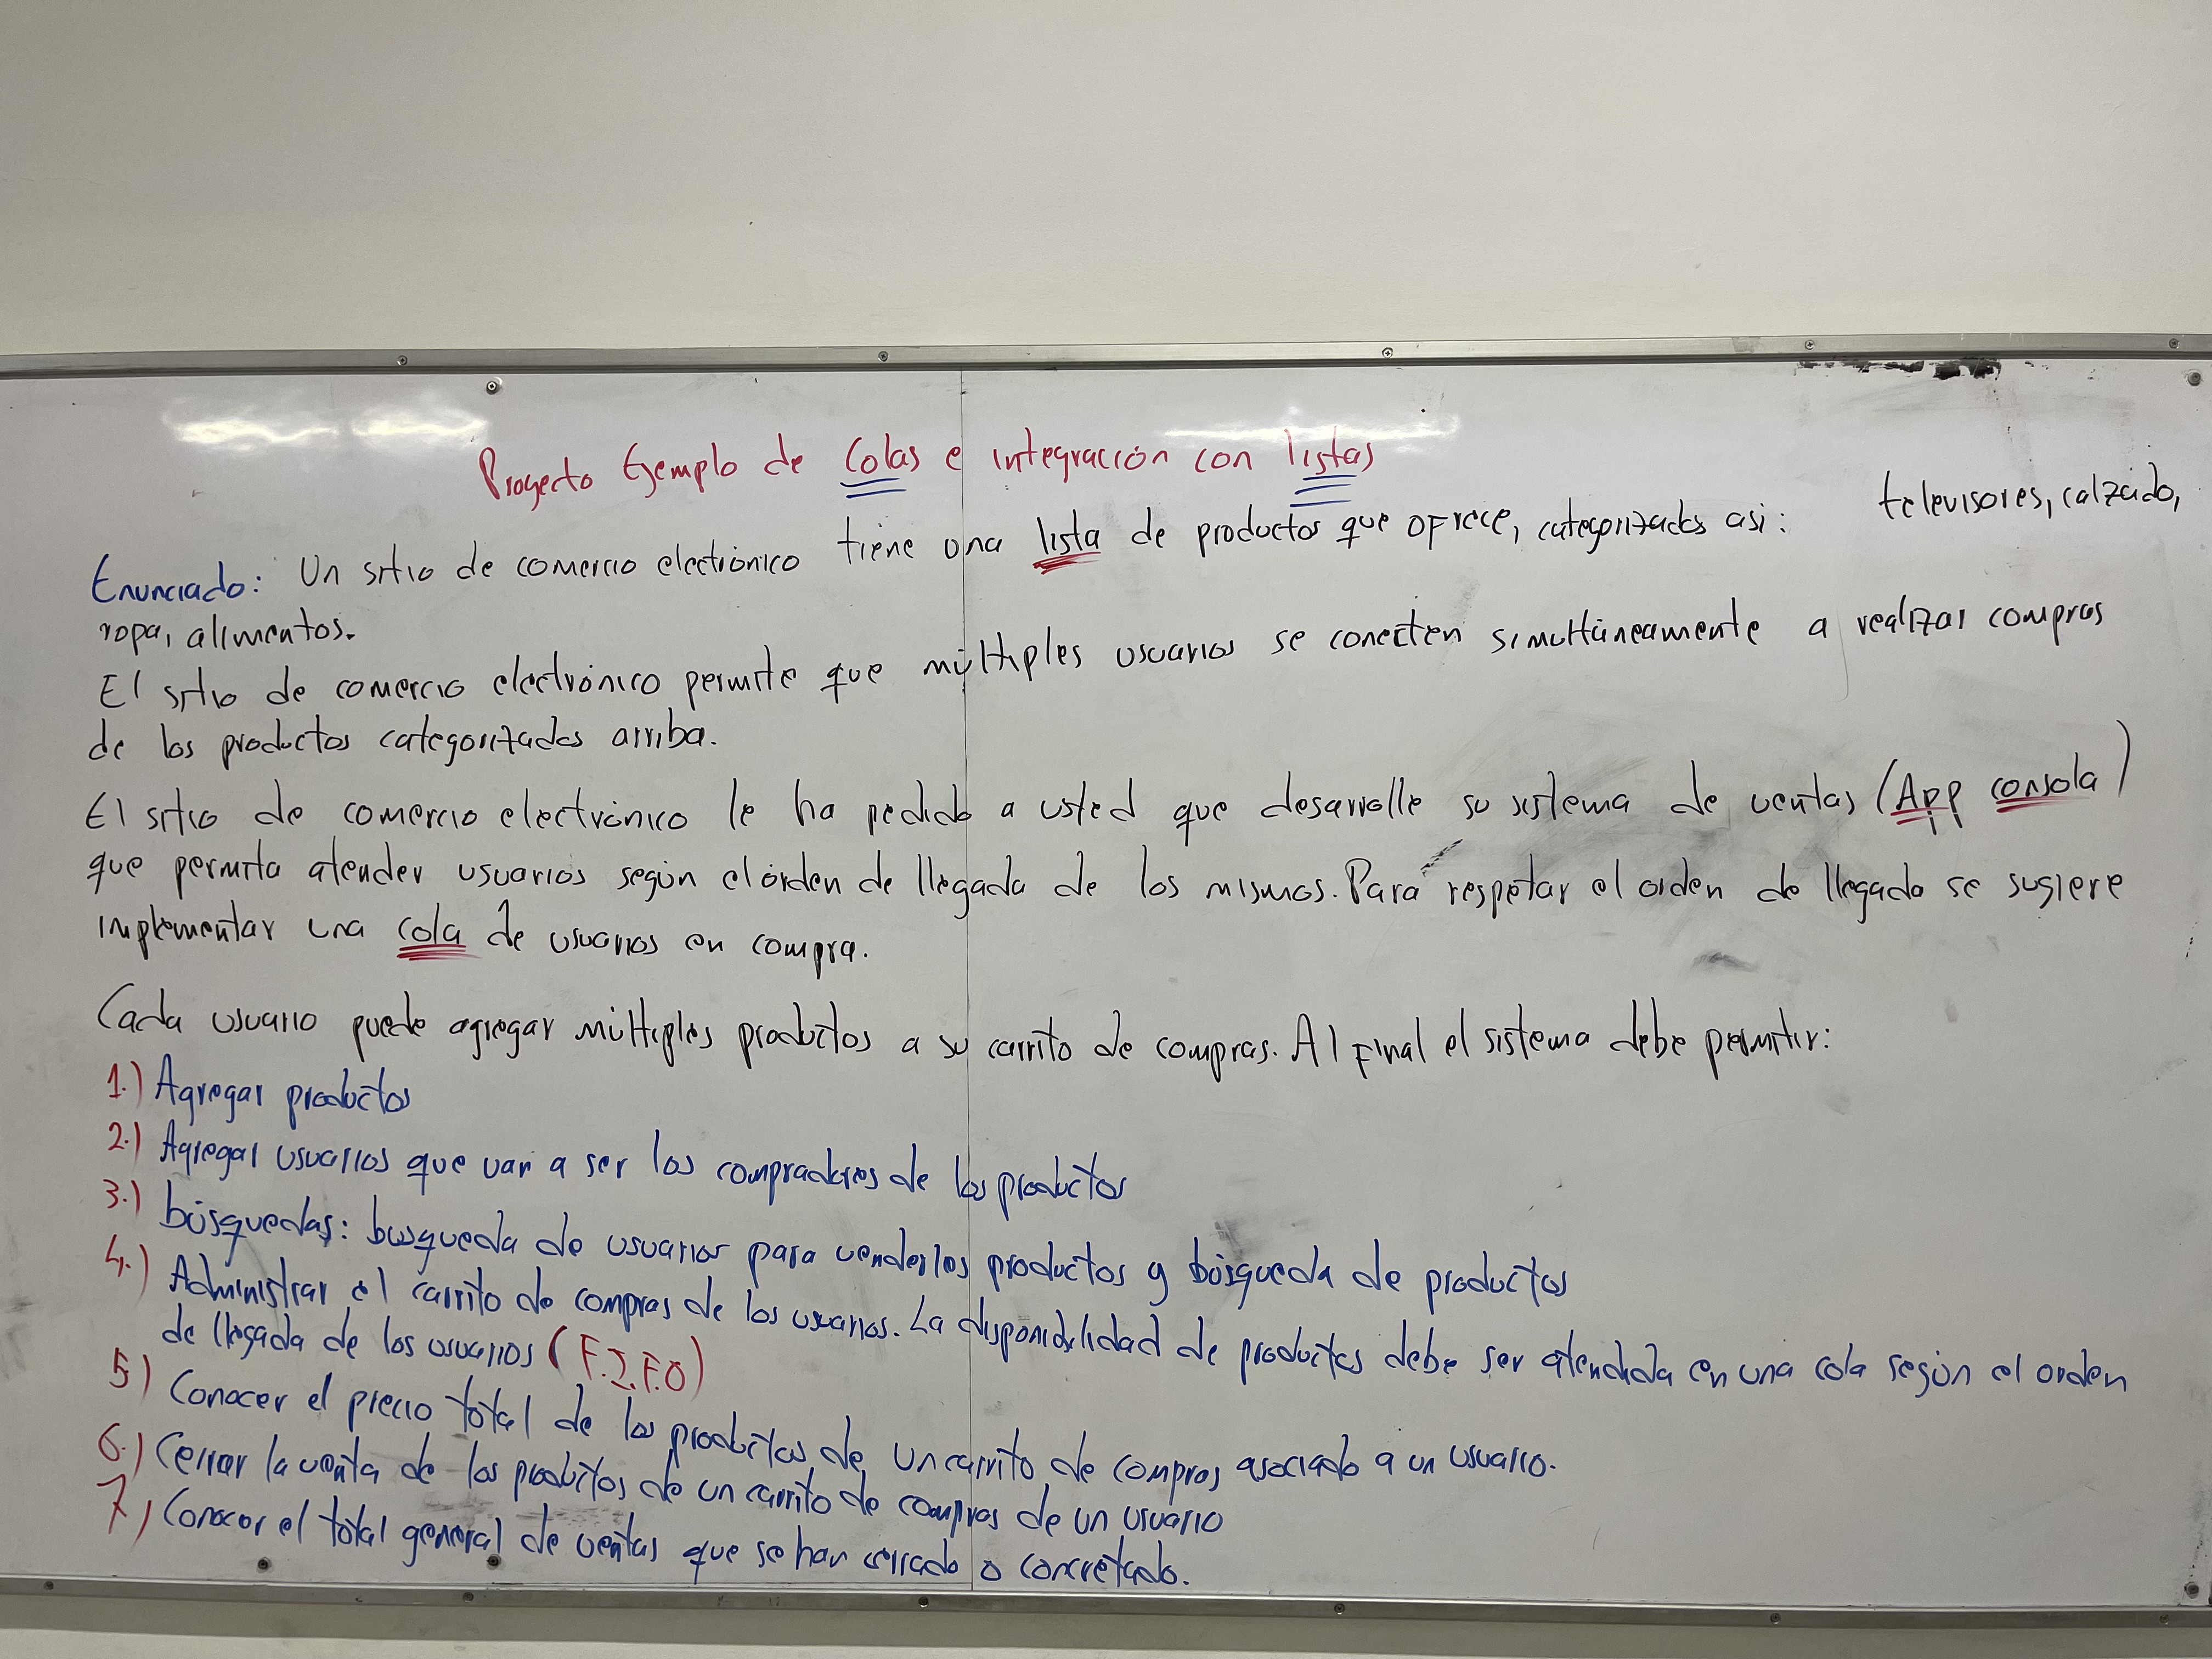 Proyecto Ejemplo de Colas e integración con listas
Enunciado: Un sitio de comercio electrónico tiene una lista de productos que ofrece, categorizados asi: televisores, calzado,
ropa, alimentos.
El sitio de comercio electrónico permite que múltiples usuarios se conecten simultáneamente a realizar compras
de los productos categorizados arriba.
El sitio de comercio electrónico le ha pedido a usted que desarrolle su sistema de ventas (App consola)
que permita atender usuarios según el órden de llegada de los mismos. Para respetar el orden de llegada se sugiere
implementar una cola de usuarios en compra.
Cada usuario puede agregar múltiples productos a su carrito de compras. Al final el sistema debe permitir:
1.) Agregar productos
2.) Agregar usuarios que van a ser los compradores de los productos
3.) búsquedas: busqueda de usuarios para venderlos productos y búsqueda de productos
4.) Administrar el carrito de compras de los usuarios. La disponibilidad de productos debe ser atendida en una cola según el orden
de llegada de los usuarios (F.I.F.O)
5) Conocer el precio total de los productos de un carrito de compras asociado a un usuario.
6.) Cerrar la venta de los productos de un carrito de compras de un usuario
7) Conocer el total general de ventas que se han cerrado o concretado.